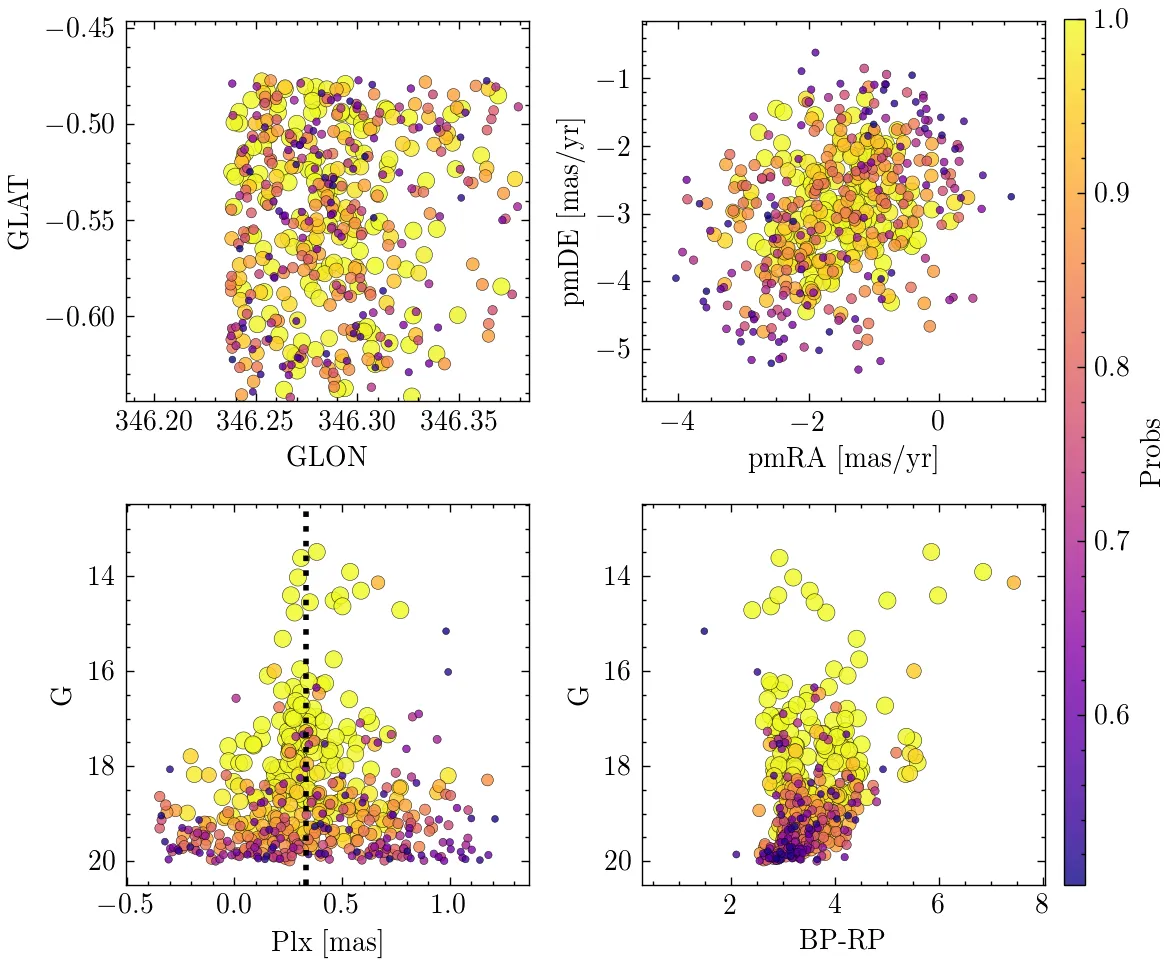 −0.45
−0.50
−0.55
−0.60
GLAT
346.20 346.25 346.30 346.35
GLON
−1
−2
−3
−4
−5
pmDE [mas/yr]
−4 −2 0
pmRA [mas/yr]
14
16
18
20
G
−0.5 0.0 0.5 1.0
Plx [mas]
14
16
18
20
G
2 4 6 8
BP-RP
1.0
0.9
0.8
0.7
0.6
Probs